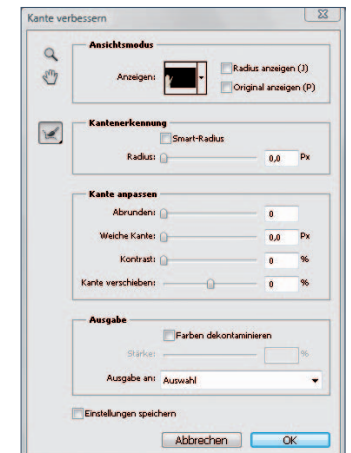 Kante verbessern
Ansichtsmodus
Anzeigen:
Radius anzeigen (J)
Original anzeigen (P)
Kantenerkennung
Smart-Radius
Radius: 0,0 Px
Kante anpassen
Abrunden: 0
Weiche Kante: 0,0 Px
Kontrast: 0 %
Kante verschieben: 0 %
Ausgabe
Farben dekontaminieren
Stärke: %
Ausgabe an: Auswahl
Einstellungen speichern
Abbrechen OK